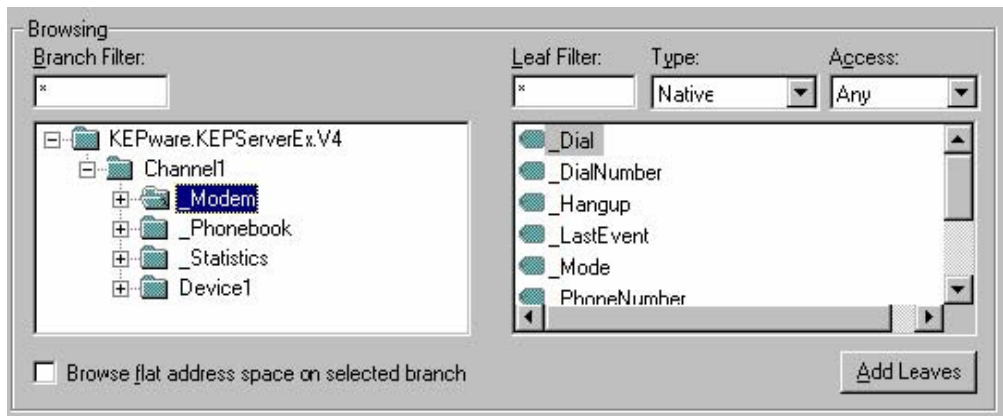 Browsing
Branch Filter:
*
Leaf Filter: Type: Access:
* Native Any
KEPware.KEPServerEx.V4
Channel1
_Modem
_Phonebook
_Statistics
Device1
_Dial
_DialNumber
_Hangup
_LastEvent
_Mode
_PhoneNumber
Browse flat address space on selected branch
Add Leaves